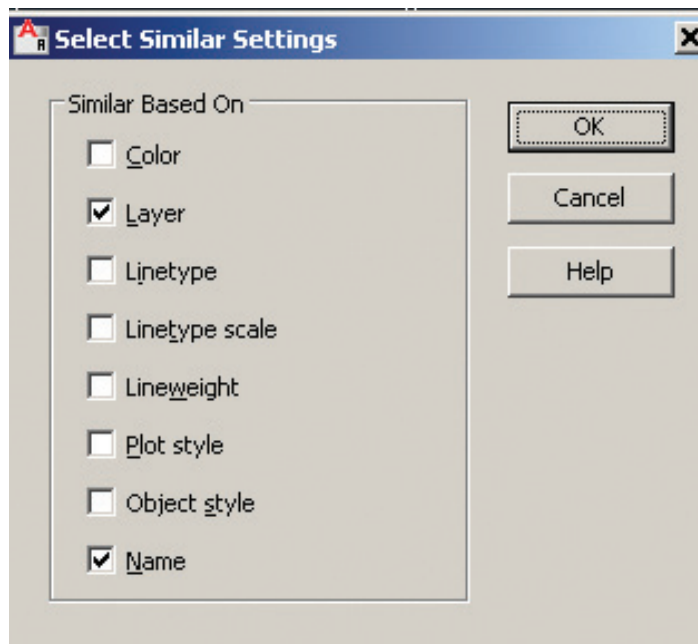 Select Similar Settings
Similar Based On
Color
Layer
Linetype
Linetype scale
Lineweight
Plot style
Object style
Name
OK
Cancel
Help